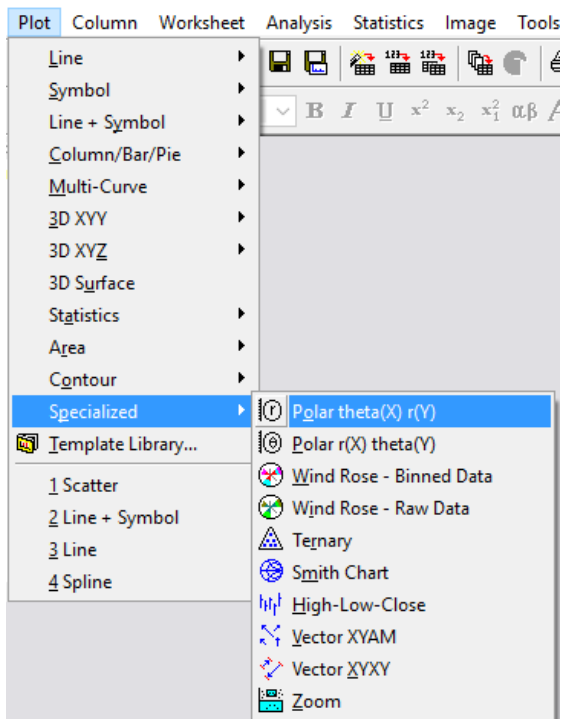 Plot Column Worksheet Analysis Statistics Image Tools
Line
Symbol
Line + Symbol
Column/Bar/Pie
Multi-Curve
3D XYY
3D XYZ
3D Surface
Statistics
Area
Contour
Specialized
Template Library...
1 Scatter
2 Line + Symbol
3 Line
4 Spline
B I U x² x₂ x₁² αβ A
Polar theta(X) r(Y)
Polar r(X) theta(Y)
Wind Rose - Binned Data
Wind Rose - Raw Data
Ternary
Smith Chart
High-Low-Close
Vector XYAM
Vector XYXY
Zoom